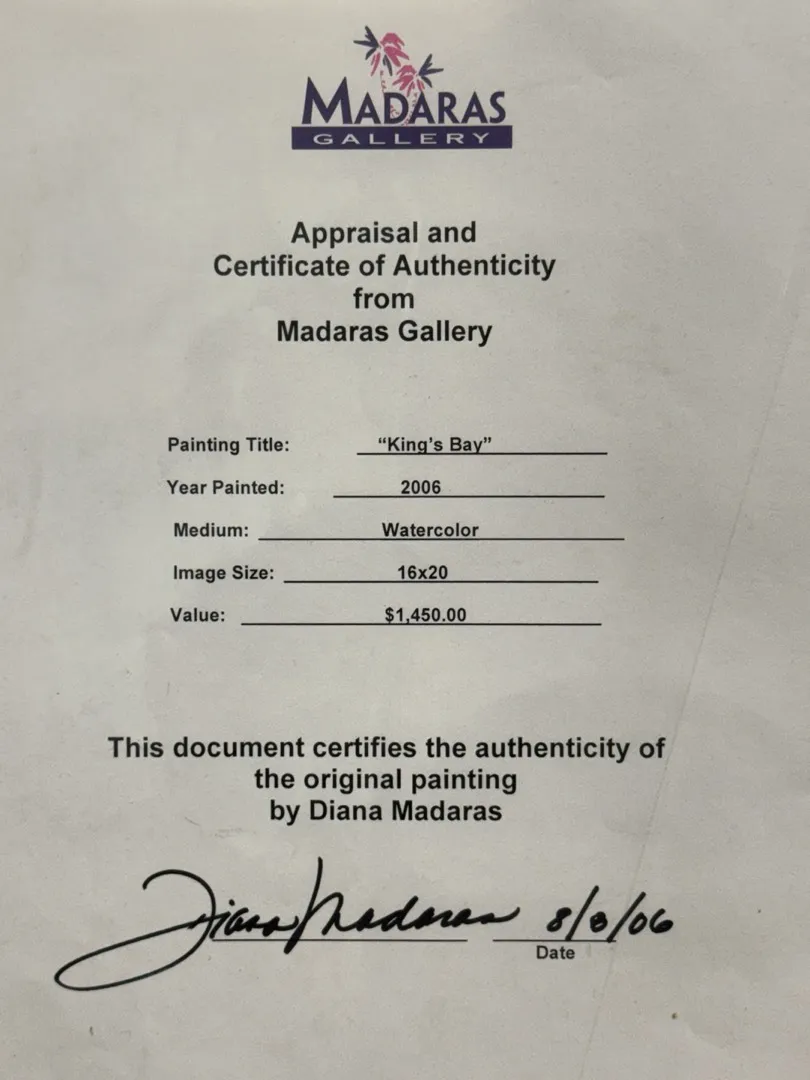 MADARAS
GALLERY
Appraisal and
Certificate of Authenticity
from
Madaras Gallery
Painting Title: “King’s Bay”
Year Painted: 2006
Medium: Watercolor
Image Size: 16x20
Value: $1,450.00
This document certifies the authenticity of
the original painting
by Diana Madaras
Diana Madaras 8/8/06
Date